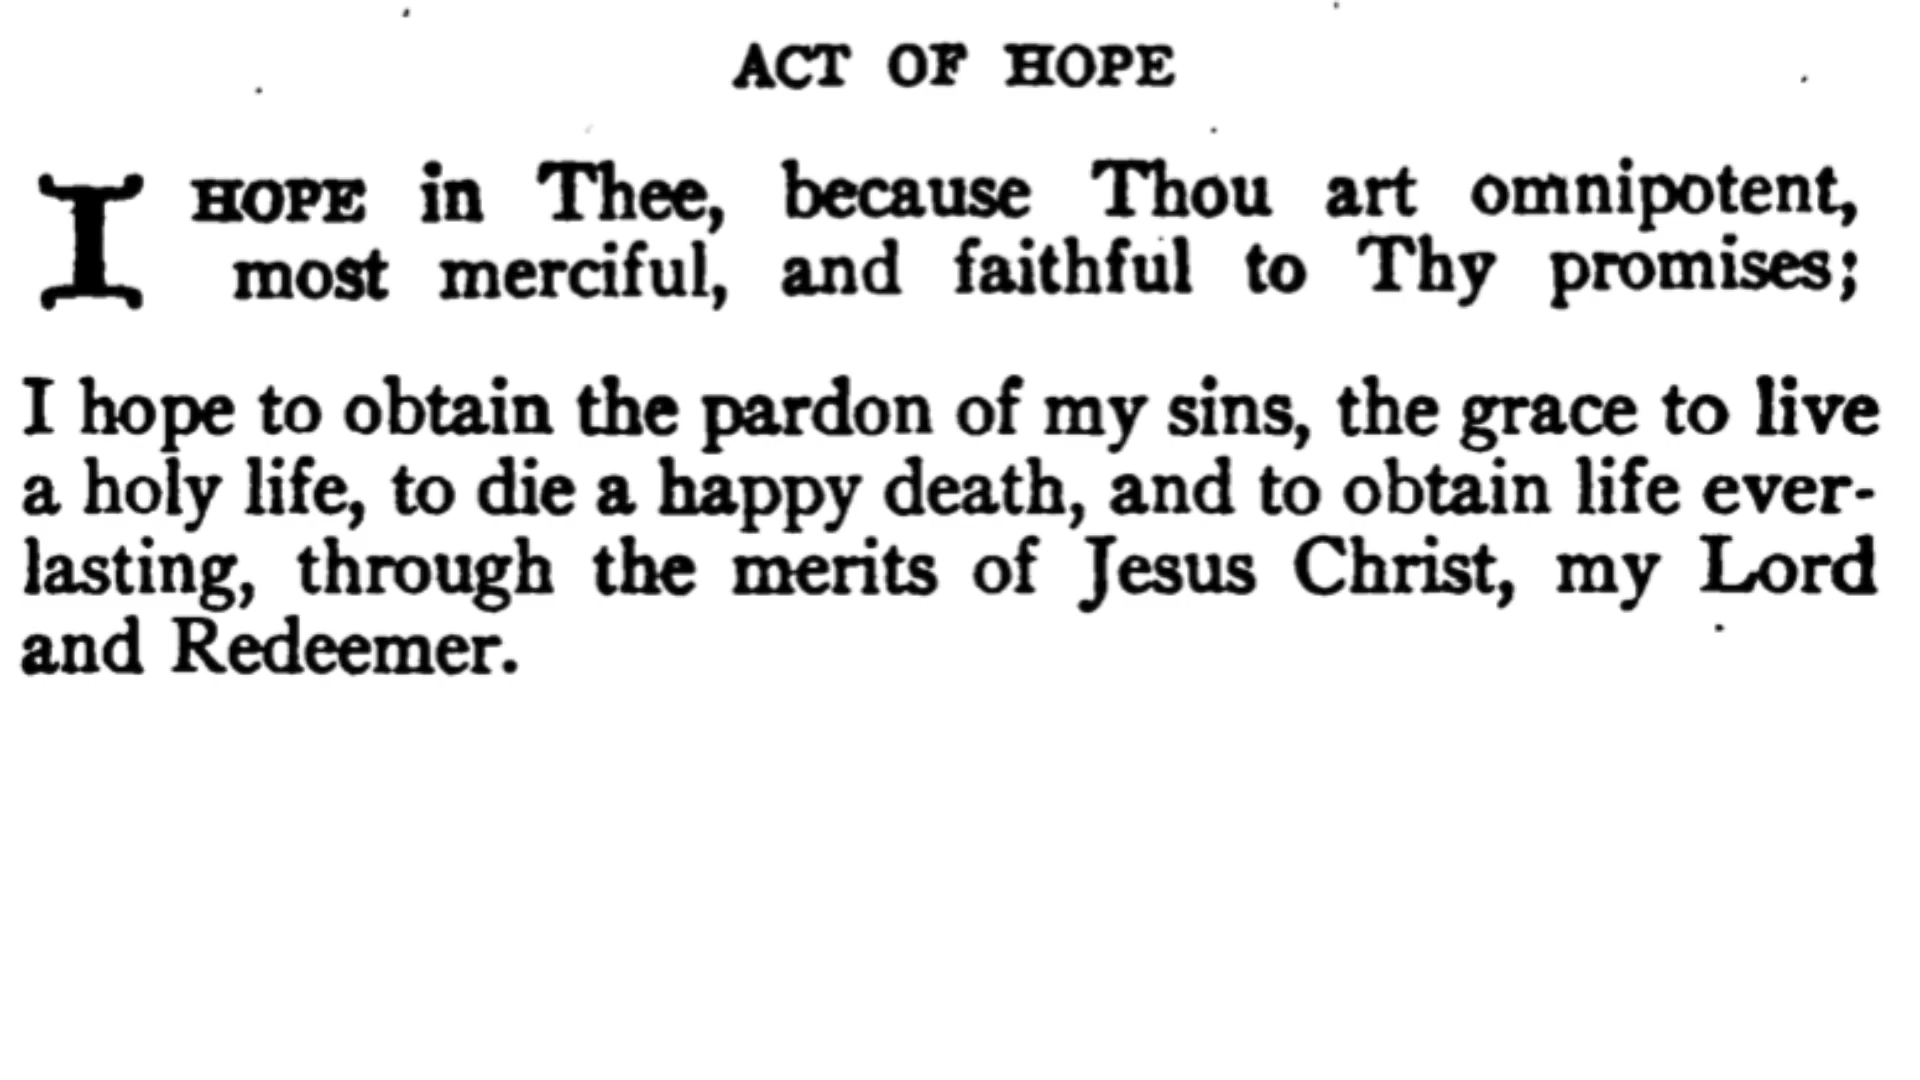 ACT OF HOPE
I HOPE in Thee, because Thou art omnipotent,
most merciful, and faithful to Thy promises;
I hope to obtain the pardon of my sins, the grace to live
a holy life, to die a happy death, and to obtain life ever-
lasting, through the merits of Jesus Christ, my Lord
and Redeemer.